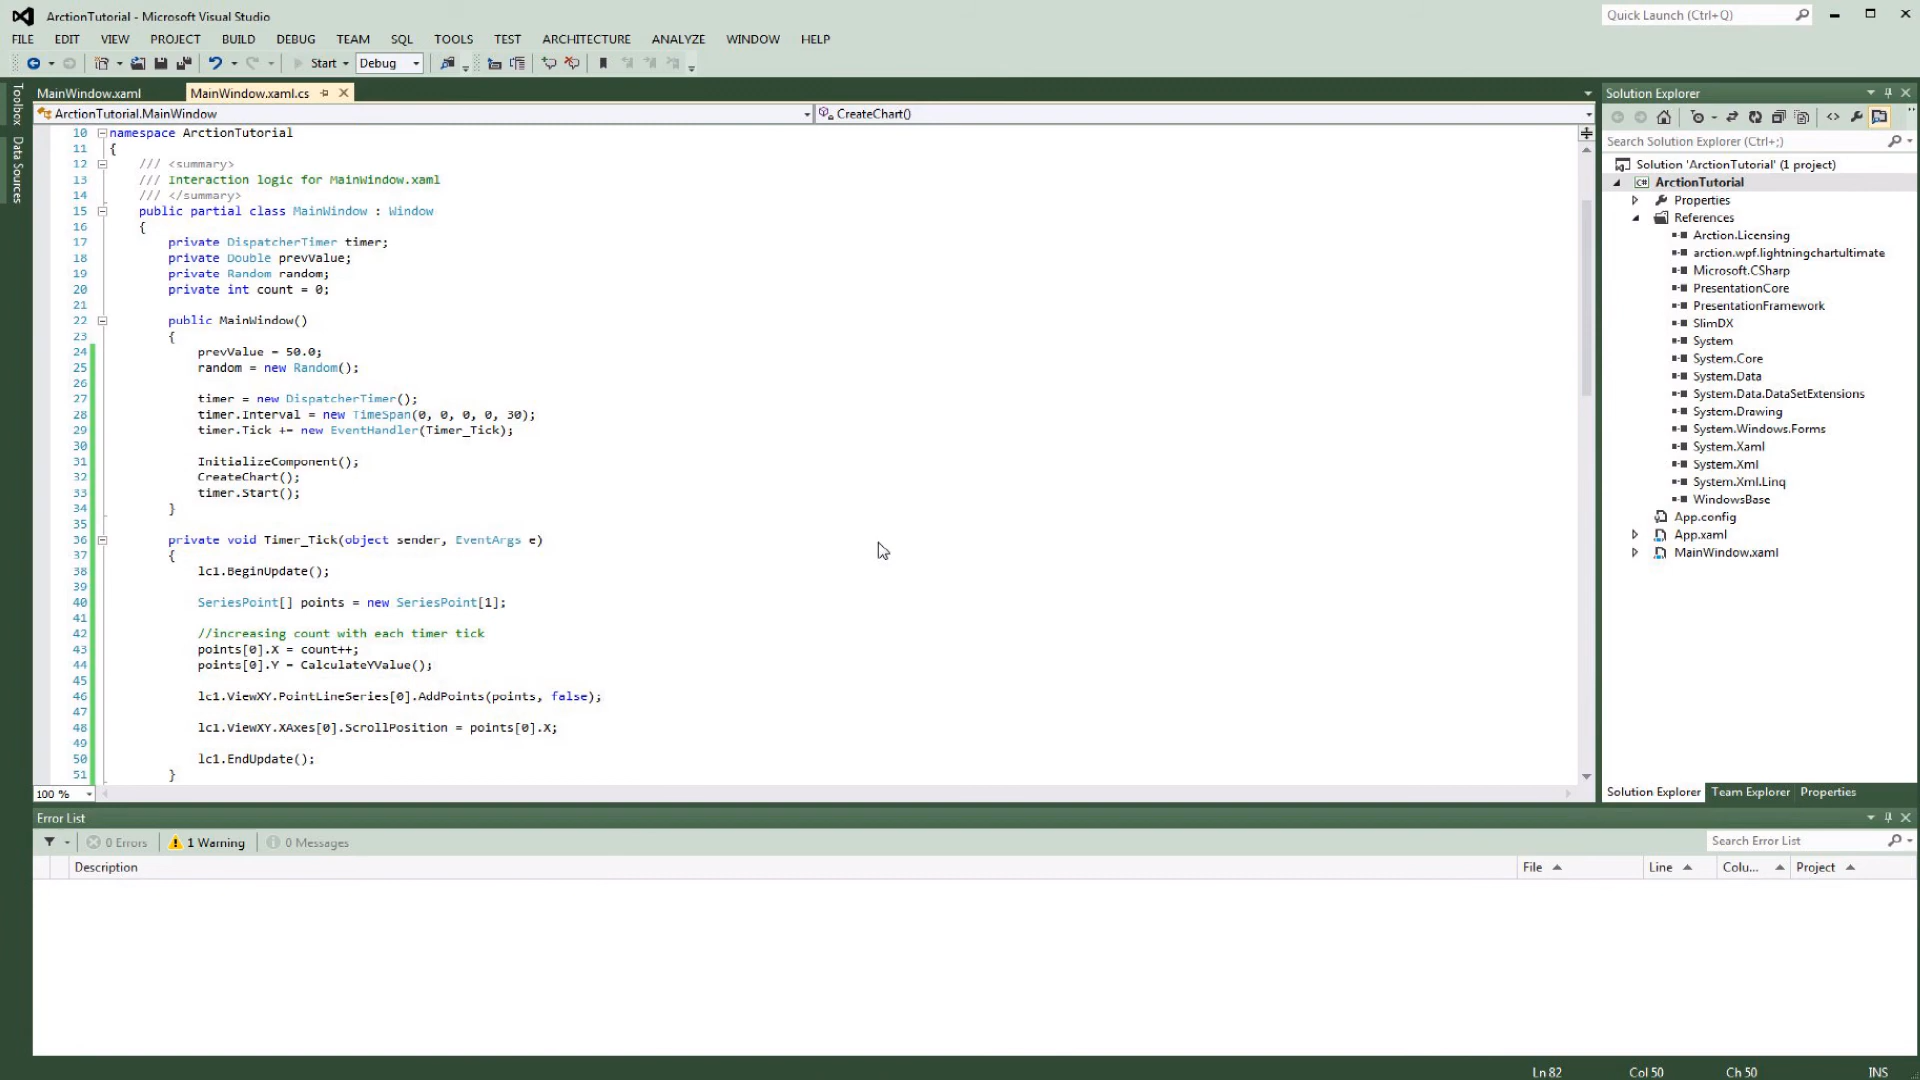 ArctionTutorial - Microsoft Visual Studio
Quick Launch (Ctrl+Q)
FILE EDIT VIEW PROJECT BUILD DEBUG TEAM SQL TOOLS TEST ARCHITECTURE ANALYZE WINDOW HELP
Start Debug
Toolbox
Data Sources
MainWindow.xaml MainWindow.xaml.cs
ArctionTutorial.MainWindow CreateChart()
10 namespace ArctionTutorial
11 {
12 /// <summary>
13 /// Interaction logic for MainWindow.xaml
14 /// </summary>
15 public partial class MainWindow : Window
16 {
17 private DispatcherTimer timer;
18 private Double prevValue;
19 private Random random;
20 private int count = 0;
21
22 public MainWindow()
23 {
24 prevValue = 50.0;
25 random = new Random();
26
27 timer = new DispatcherTimer();
28 timer.Interval = new TimeSpan(0, 0, 0, 0, 30);
29 timer.Tick += new EventHandler(Timer_Tick);
30
31 InitializeComponent();
32 CreateChart();
33 timer.Start();
34 }
35
36 private void Timer_Tick(object sender, EventArgs e)
37 {
38 lc1.BeginUpdate();
39
40 SeriesPoint[] points = new SeriesPoint[1];
41
42 //increasing count with each timer tick
43 points[0].X = count++;
44 points[0].Y = CalculateYValue();
45
46 lc1.ViewXY.PointLineSeries[0].AddPoints(points, false);
47
48 lc1.ViewXY.XAxes[0].ScrollPosition = points[0].X;
49
50 lc1.EndUpdate();
51 }
100 %
Solution Explorer
Search Solution Explorer (Ctrl+;)
Solution 'ArctionTutorial' (1 project)
C# ArctionTutorial
Properties
References
Arction.Licensing
arction.wpf.lightningchartultimate
Microsoft.CSharp
PresentationCore
PresentationFramework
SlimDX
System
System.Core
System.Data
System.Data.DataSetExtensions
System.Drawing
System.Windows.Forms
System.Xaml
System.Xml
System.Xml.Linq
WindowsBase
App.config
App.xaml
MainWindow.xaml
Solution Explorer Team Explorer Properties
Error List
0 Errors 1 Warning 0 Messages
Search Error List
Description File Line Colu... Project
Ln 82 Col 50 Ch 50 INS